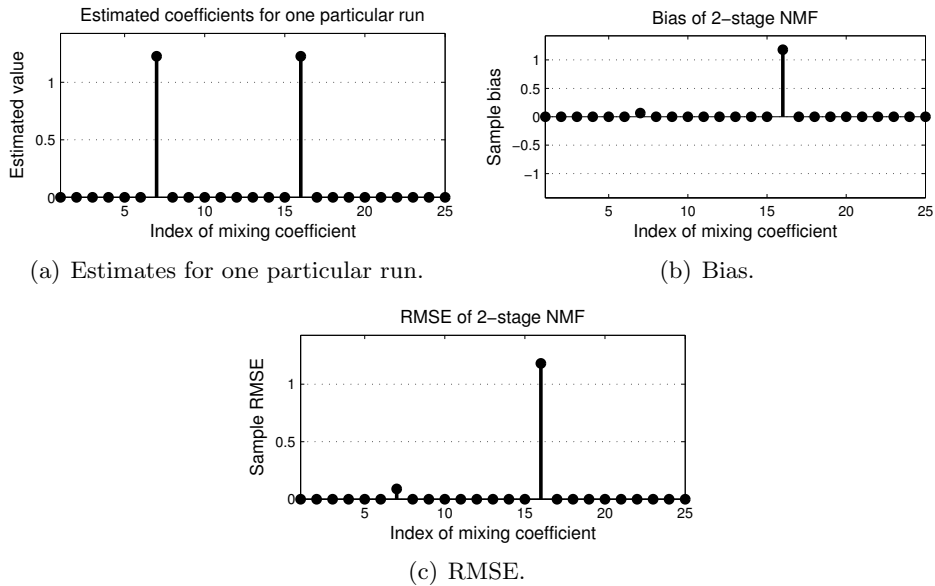 Estimated coefficients for one particular run
Estimated value
1
0.5
0
5 10 15 20 25
Index of mixing coefficient
(a) Estimates for one particular run.
Bias of 2−stage NMF
Sample bias
1
0.5
0
−0.5
−1
5 10 15 20 25
Index of mixing coefficient
(b) Bias.
RMSE of 2−stage NMF
Sample RMSE
1
0.5
0
5 10 15 20 25
Index of mixing coefficient
(c) RMSE.